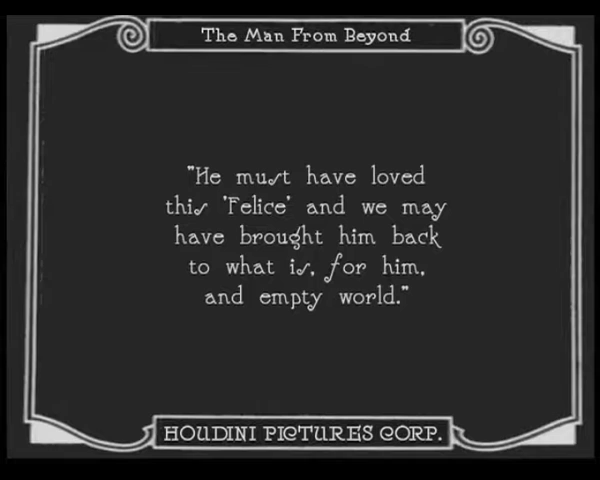 The Man From Beyond
"He must have loved
this 'Felice' and we may
have brought him back
to what is, for him,
and empty world."
HOUDINI PICTURES CORP.